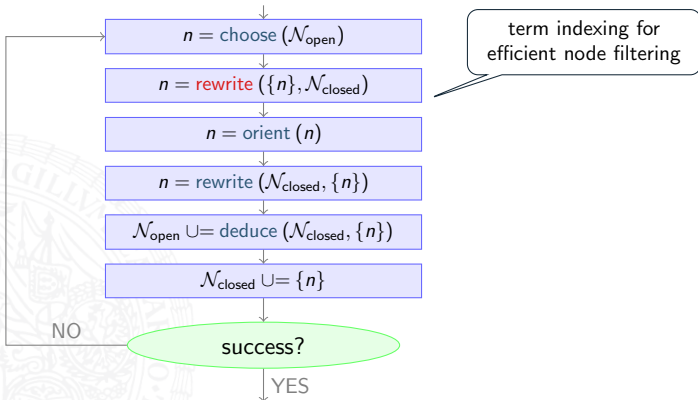 n = choose (𝒩open)
term indexing for
efficient node filtering
n = rewrite ({n}, 𝒩closed)
n = orient (n)
n = rewrite (𝒩closed, {n})
𝒩open ∪= deduce (𝒩closed, {n})
𝒩closed ∪= {n}
NO
success?
YES